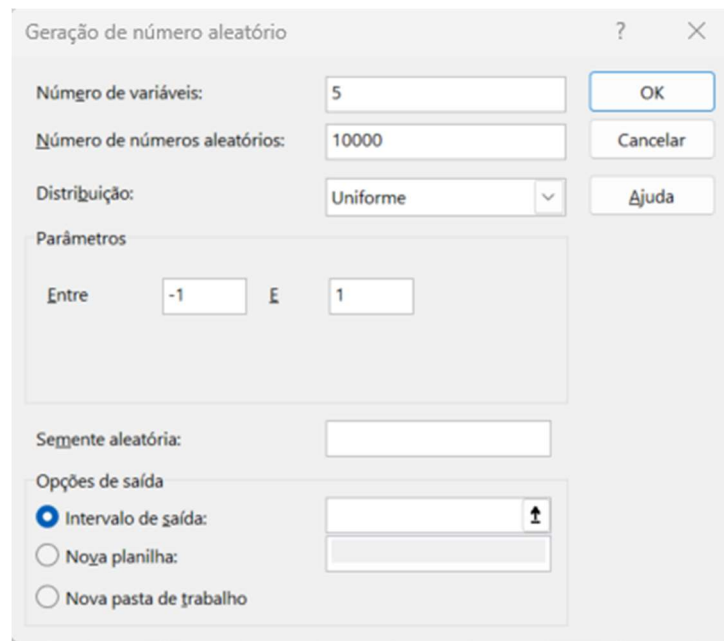 Geração de número aleatório ?
Número de variáveis: 5 OK
Número de números aleatórios: 10000 Cancelar
Distribuição: Uniforme Ajuda
Parâmetros
Entre -1 E 1
Semente aleatória:
Opções de saída
Intervalo de saída:
Nova planilha:
Nova pasta de trabalho